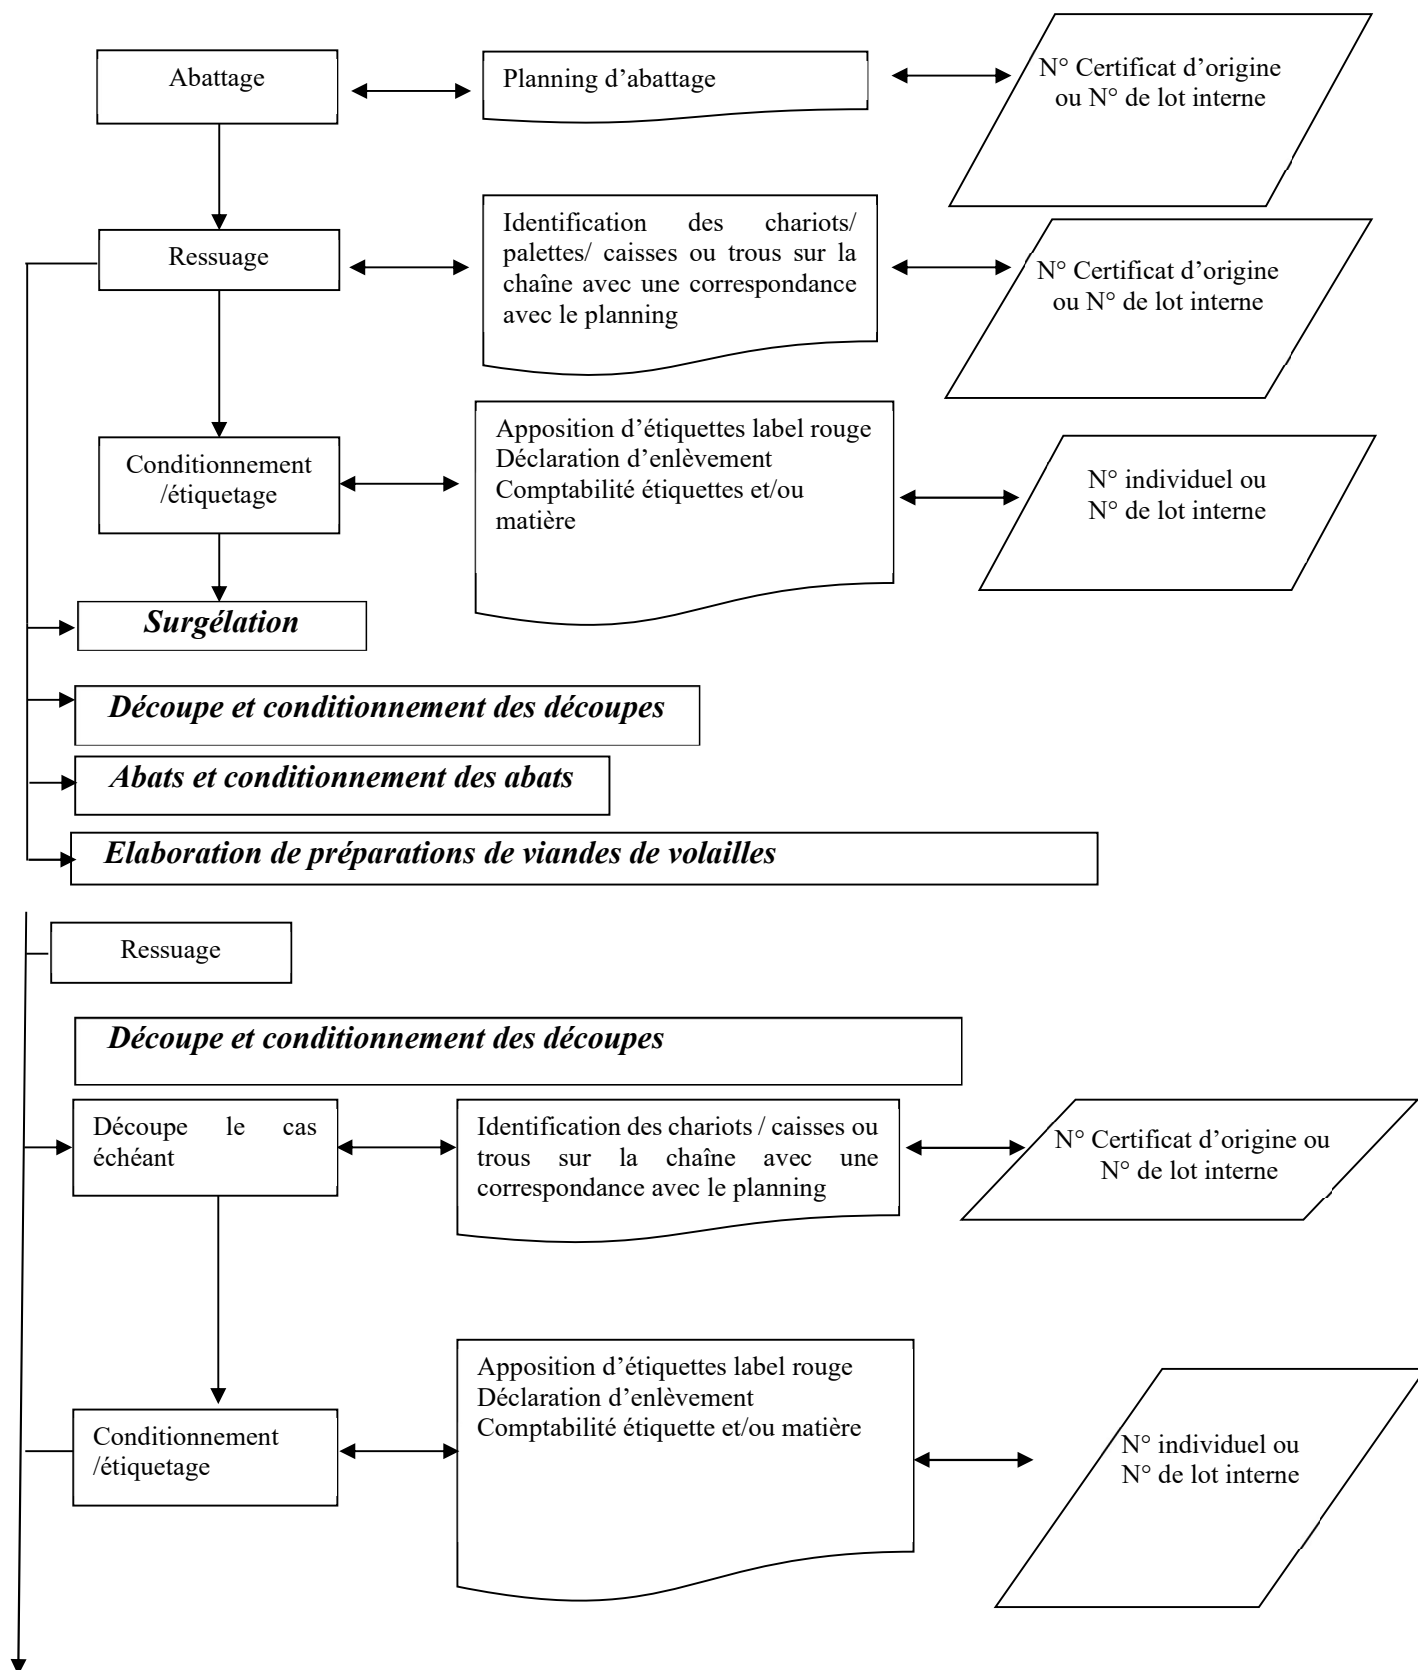 Abattage
Planning d’abattage
N° Certificat d’origine
ou N° de lot interne
Ressuage
Identification des chariots/
palettes/ caisses ou trous sur la
chaîne avec une correspondance
avec le planning
N° Certificat d’origine
ou N° de lot interne
Conditionnement
/étiquetage
Apposition d’étiquettes label rouge
Déclaration d’enlèvement
Comptabilité étiquettes et/ou
matière
N° individuel ou
N° de lot interne
Surgélation
Découpe et conditionnement des découpes
Abats et conditionnement des abats
Elaboration de préparations de viandes de volailles
Ressuage
Découpe et conditionnement des découpes
Découpe le cas
échéant
Identification des chariots / caisses ou
trous sur la chaîne avec une
correspondance avec le planning
N° Certificat d’origine ou
N° de lot interne
Conditionnement
/étiquetage
Apposition d’étiquettes label rouge
Déclaration d’enlèvement
Comptabilité étiquette et/ou matière
N° individuel ou
N° de lot interne